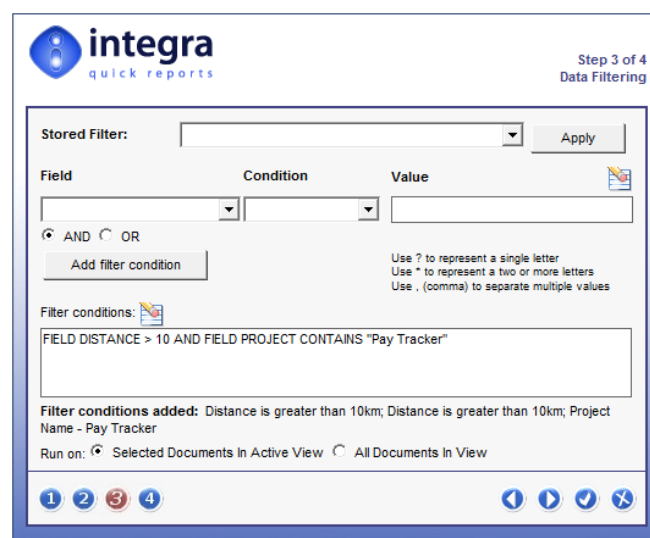 integra
quick reports
Step 3 of 4
Data Filtering
Stored Filter:
Apply
Field Condition Value
AND OR
Add filter condition
Use ? to represent a single letter
Use * to represent a two or more letters
Use , (comma) to separate multiple values
Filter conditions:
FIELD DISTANCE > 10 AND FIELD PROJECT CONTAINS "Pay Tracker"
Filter conditions added: Distance is greater than 10km; Distance is greater than 10km; Project
Name - Pay Tracker
Run on: Selected Documents In Active View All Documents In View
1 2 3 4